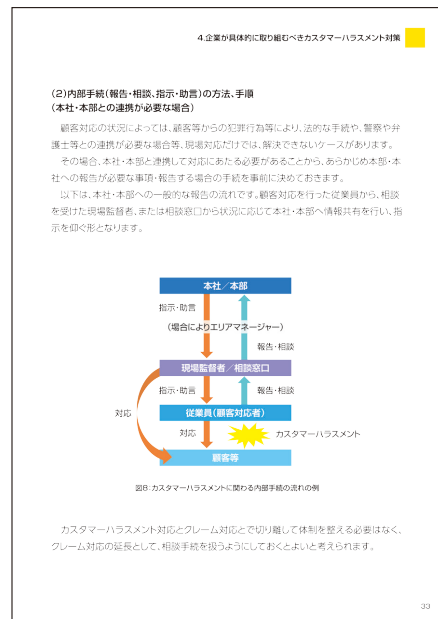 4.企業が具体的に取り組むべきカスタマーハラスメント対策
(2)内部手続(報告・相談、指示・助言)の方法、手順
(本社・本部との連携が必要な場合)
顧客対応の状況によっては、顧客等からの犯罪行為等により、法的な手続や、警察や弁
護士等との連携が必要な場合等、現場対応だけでは、解決できないケースがあります。
その場合、本社・本部と連携して対応にあたる必要があることから、あらかじめ本部・本
社への報告が必要な事項・報告する場合の手続を事前に決めておきます。
以下は、本社・本部への一般的な報告の流れです。顧客対応を行った従業員から、相談
を受けた現場監督者、または相談窓口から状況に応じて本社・本部へ情報共有を行い、指
示を仰ぐ形となります。
本社/本部
指示・助言
(場合によりエリアマネージャー)
報告・相談
現場監督者/相談窓口
指示・助言
報告・相談
従業員(顧客対応者)
対応
対応
カスタマーハラスメント
顧客等
図8:カスタマーハラスメントに関わる内部手続の流れの例
カスタマーハラスメント対応とクレーム対応とで切り離して体制を整える必要はなく、
クレーム対応の延長として、相談手続を扱うようにしておくとよいと考えられます。
33